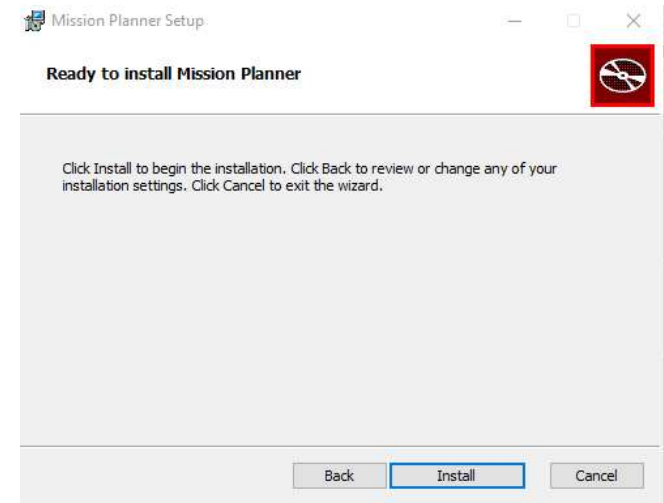 Mission Planner Setup
Ready to install Mission Planner
Click Install to begin the installation. Click Back to review or change any of your
installation settings. Click Cancel to exit the wizard.
Back Install Cancel